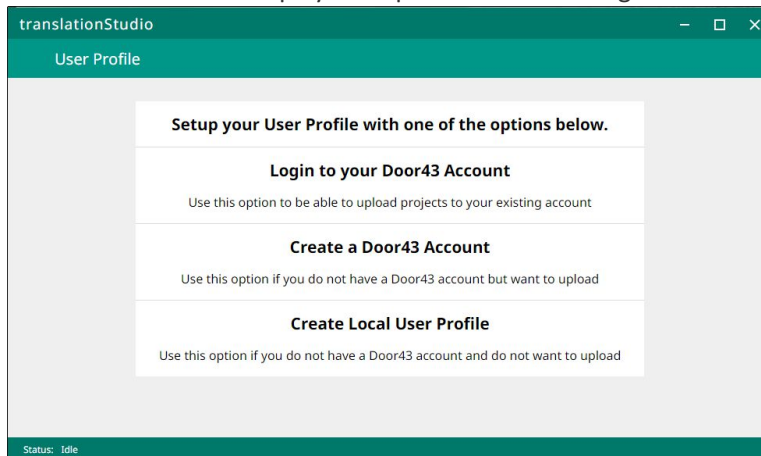 translationStudio
User Profile
Setup your User Profile with one of the options below.
Login to your Door43 Account
Use this option to be able to upload projects to your existing account
Create a Door43 Account
Use this option if you do not have a Door43 account but want to upload
Create Local User Profile
Use this option if you do not have a Door43 account and do not want to upload
Status: Idle